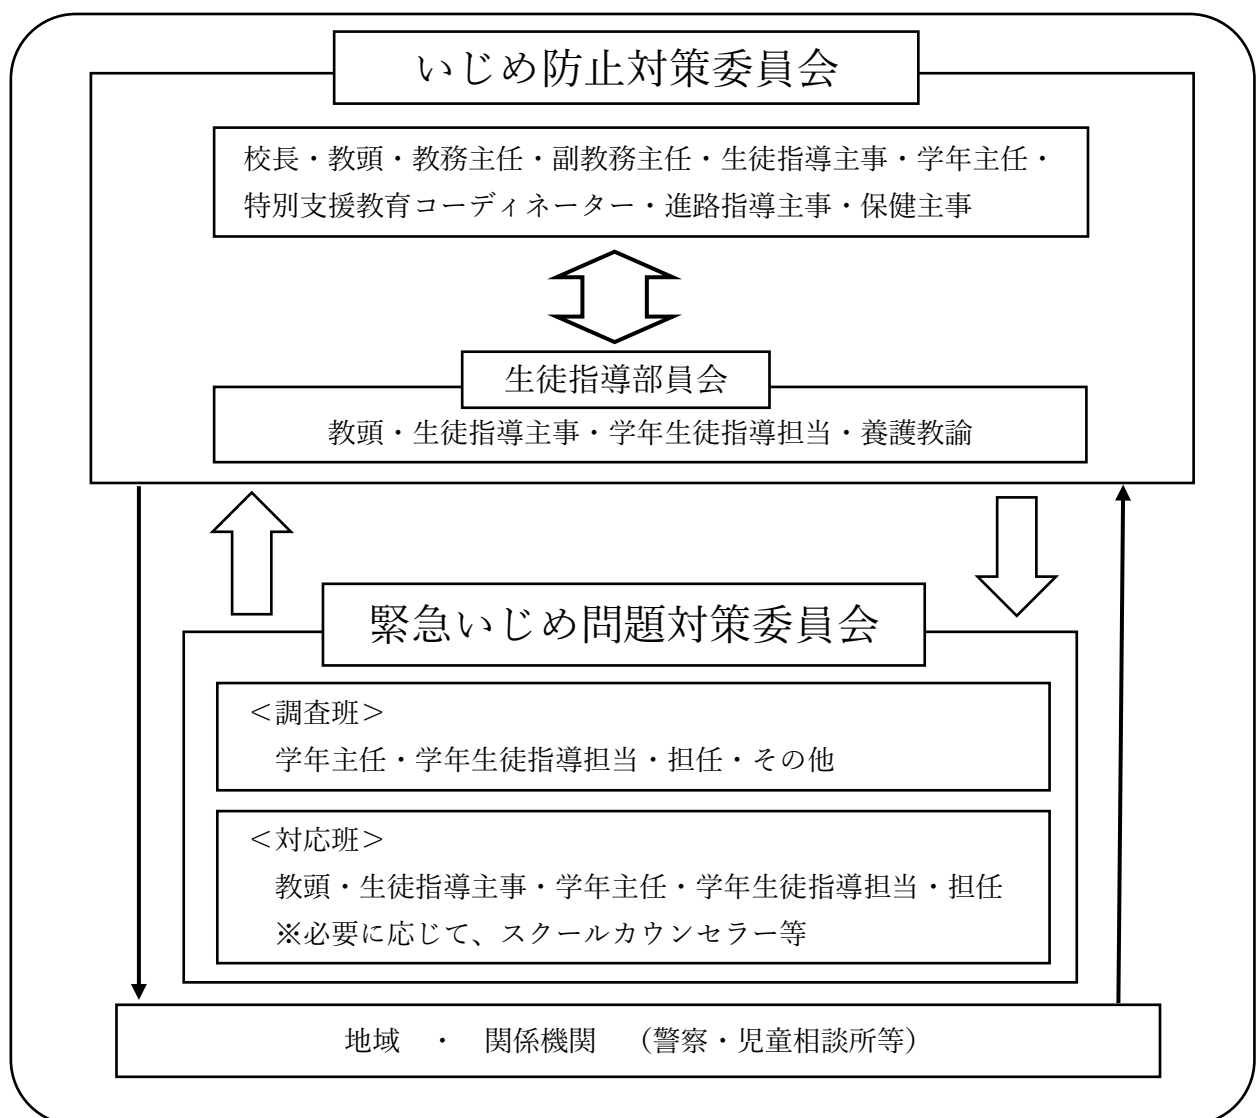 いじめ防止対策委員会
校長・教頭・教務主任・副教務主任・生徒指導主事・学年主任・
特別支援教育コーディネーター・進路指導主事・保健主事
生徒指導部員会
教頭・生徒指導主事・学年生徒指導担当・養護教諭
緊急いじめ問題対策委員会
＜調査班＞
学年主任・学年生徒指導担当・担任・その他
＜対応班＞
教頭・生徒指導主事・学年主任・学年生徒指導担当・担任
※必要に応じて、スクールカウンセラー等
地域　・　関係機関　（警察・児童相談所等）